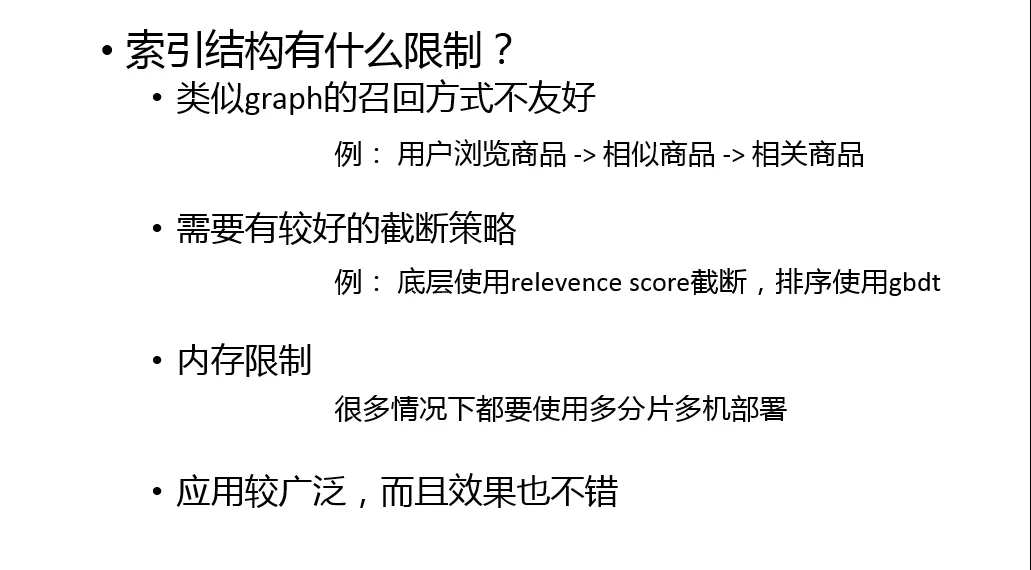 • 索引结构有什么限制？
• 类似graph的召回方式不友好
例： 用户浏览商品 -> 相似商品 -> 相关商品
• 需要有较好的截断策略
例： 底层使用relevence score截断，排序使用gbdt
• 内存限制
很多情况下都要使用多分片多机部署
• 应用较广泛，而且效果也不错